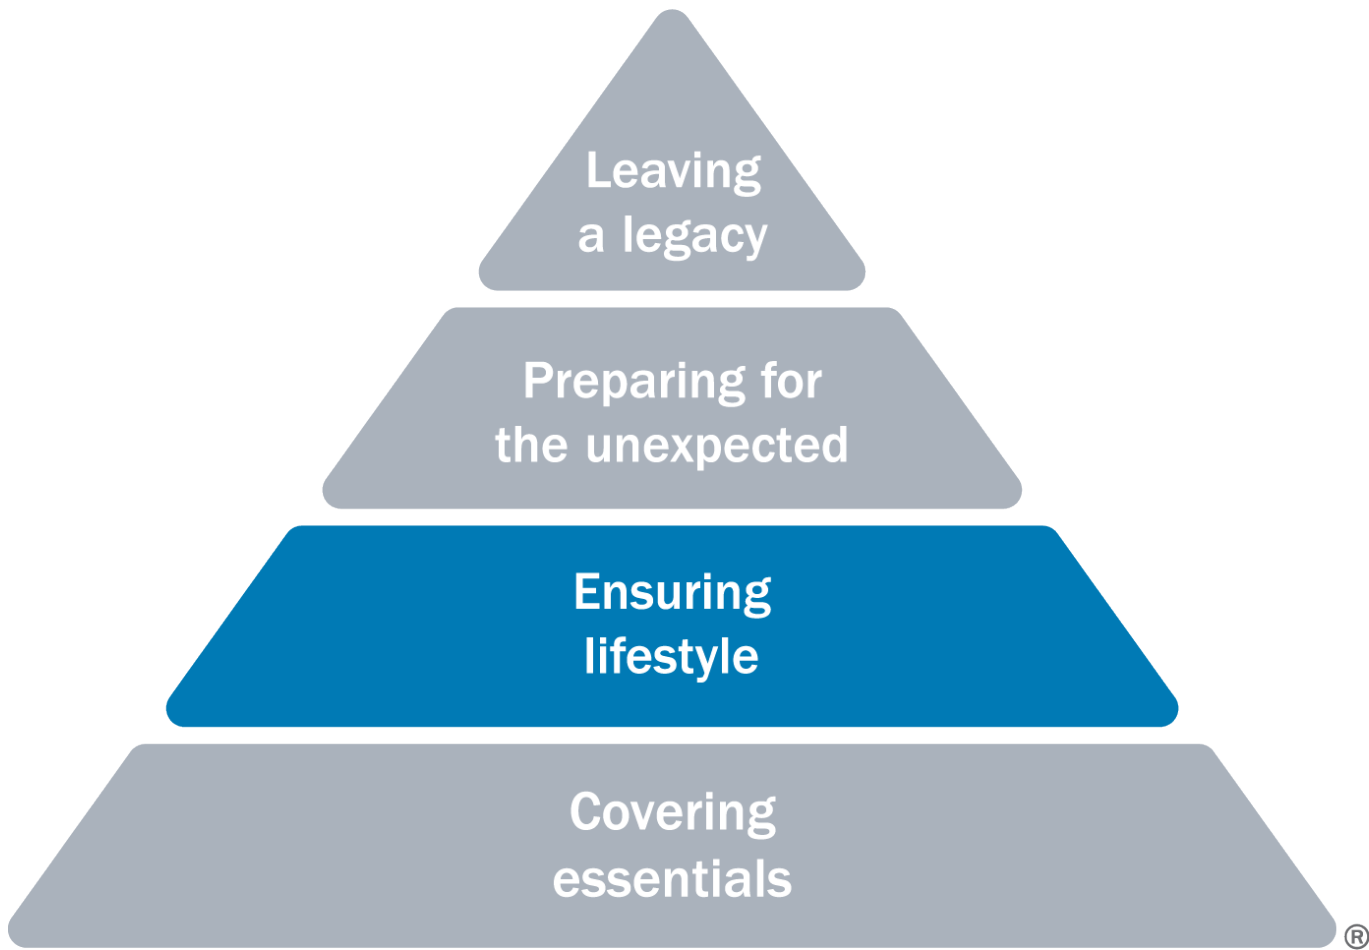 Leaving
a legacy
Preparing for
the unexpected
Ensuring
lifestyle
Covering
essentials
®